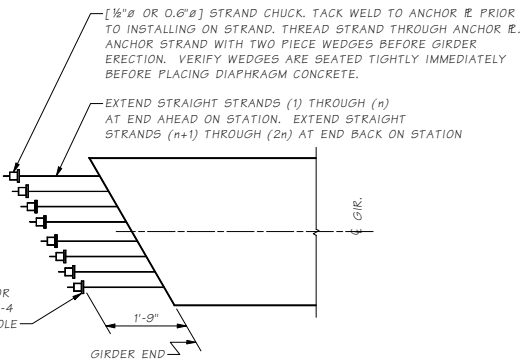 [½"ø OR 0.6"ø] STRAND CHUCK. TACK WELD TO ANCHOR ⅊ PRIOR
TO INSTALLING ON STRAND. THREAD STRAND THROUGH ANCHOR ⅊.
ANCHOR STRAND WITH TWO PIECE WEDGES BEFORE GIRDER
ERECTION. VERIFY WEDGES ARE SEATED TIGHTLY IMMEDIATELY
BEFORE PLACING DIAPHRAGM CONCRETE.
EXTEND STRAIGHT STRANDS (1) THROUGH (n)
AT END AHEAD ON STATION. EXTEND STRAIGHT
STRANDS (n+1) THROUGH (2n) AT END BACK ON STATION
℄ GIR.
OR
-4
OLE
1'-9"
GIRDER END